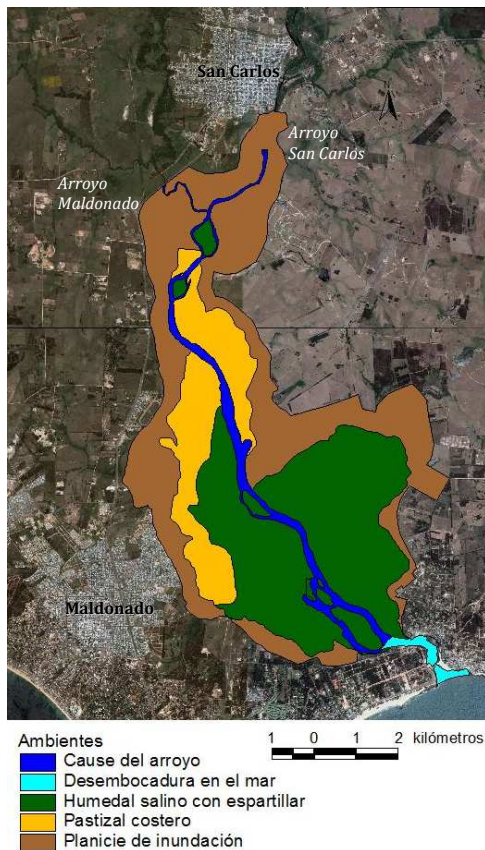 San Carlos
Arroyo
San Carlos
Arroyo
Maldonado
Maldonado
Ambientes
Cause del arroyo
Desembocadura en el mar
Humedal salino con espartillar
Pastizal costero
Planicie de inundación
1 0 1 2 kilómetros